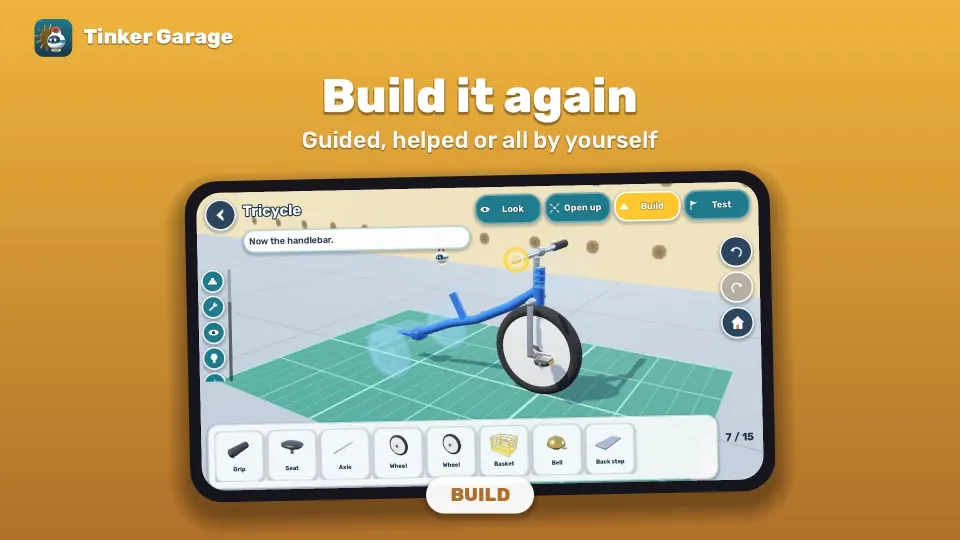 Tinker Garage
Build it again
Guided, helped or all by yourself
Tricycle
Look
Open up
Build
Test
Now the handlebar.
7 / 15
Grip
Seat
Axle
Wheel
Wheel
Basket
Bell
Back step
BUILD